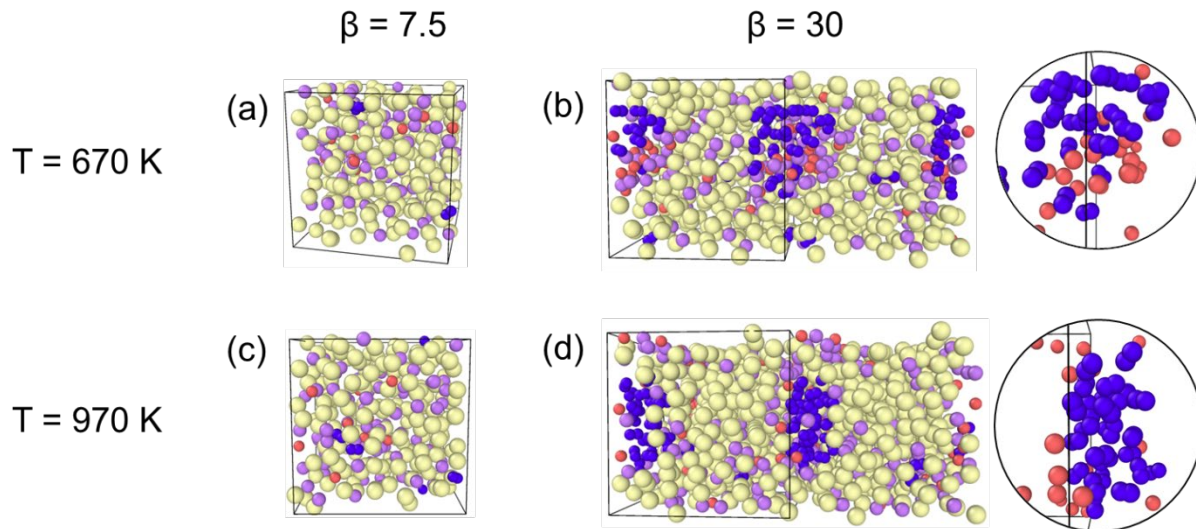 β = 7.5
β = 30
(a)
(b)
T = 670 K
(c)
(d)
T = 970 K